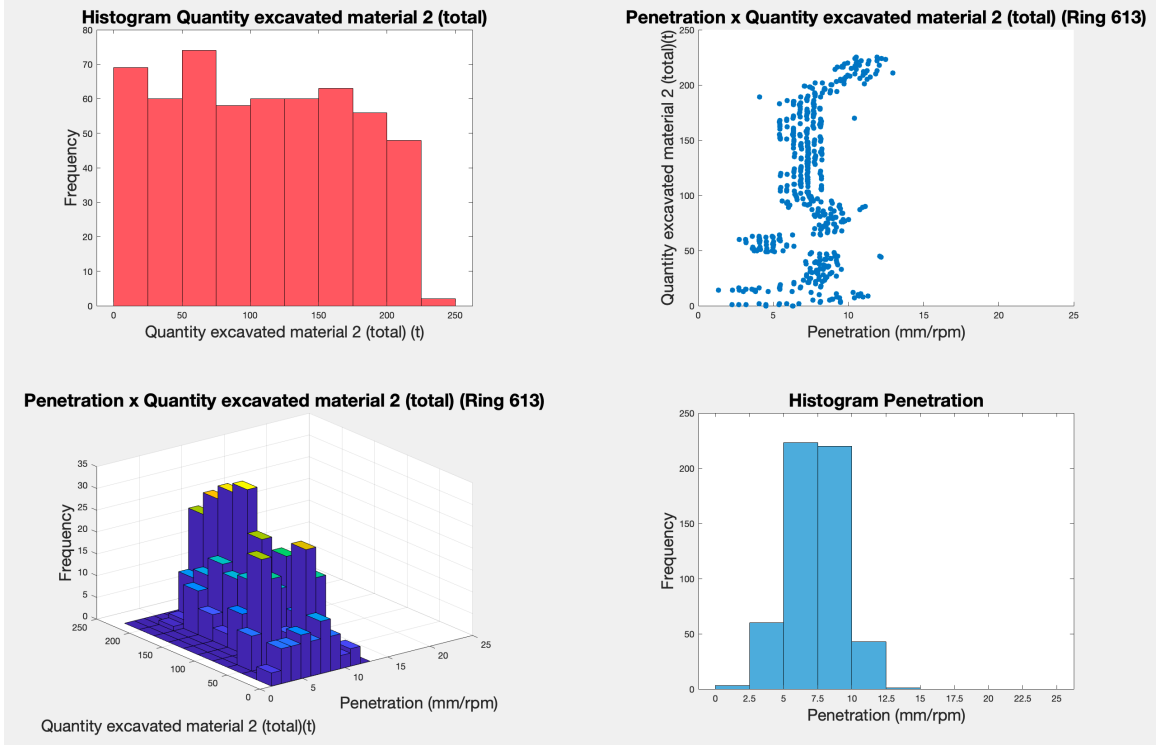 Histogram Quantity excavated material 2 (total)
80
70
60
50
40
30
20
10
0
Frequency
0 50 100 150 200 250
Quantity excavated material 2 (total) (t)
Penetration x Quantity excavated material 2 (total) (Ring 613)
250
200
150
100
50
0
Quantity excavated material 2 (total)(t)
0 5 10 15 20 25
Penetration (mm/rpm)
Penetration x Quantity excavated material 2 (total) (Ring 613)
35
30
25
20
15
10
5
0
Frequency
250
200
150
100
50
0
0
5
10
15
20
25
Penetration (mm/rpm)
Quantity excavated material 2 (total)(t)
Histogram Penetration
250
200
150
100
50
0
Frequency
0 2.5 5 7.5 10 12.5 15 17.5 20 22.5 25
Penetration (mm/rpm)